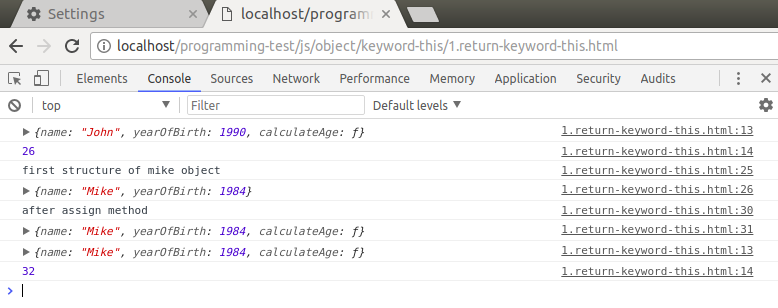 Settings localhost/programm
localhost/programming-test/js/object/keyword-this/1.return-keyword-this.html
Elements Console Sources Network Performance Memory Application Security Audits
top Filter Default levels
{name: "John", yearOfBirth: 1990, calculateAge: ƒ} 1.return-keyword-this.html:13
26 1.return-keyword-this.html:14
first structure of mike object 1.return-keyword-this.html:25
{name: "Mike", yearOfBirth: 1984} 1.return-keyword-this.html:26
after assign method 1.return-keyword-this.html:30
{name: "Mike", yearOfBirth: 1984, calculateAge: ƒ} 1.return-keyword-this.html:31
{name: "Mike", yearOfBirth: 1984, calculateAge: ƒ} 1.return-keyword-this.html:13
32 1.return-keyword-this.html:14